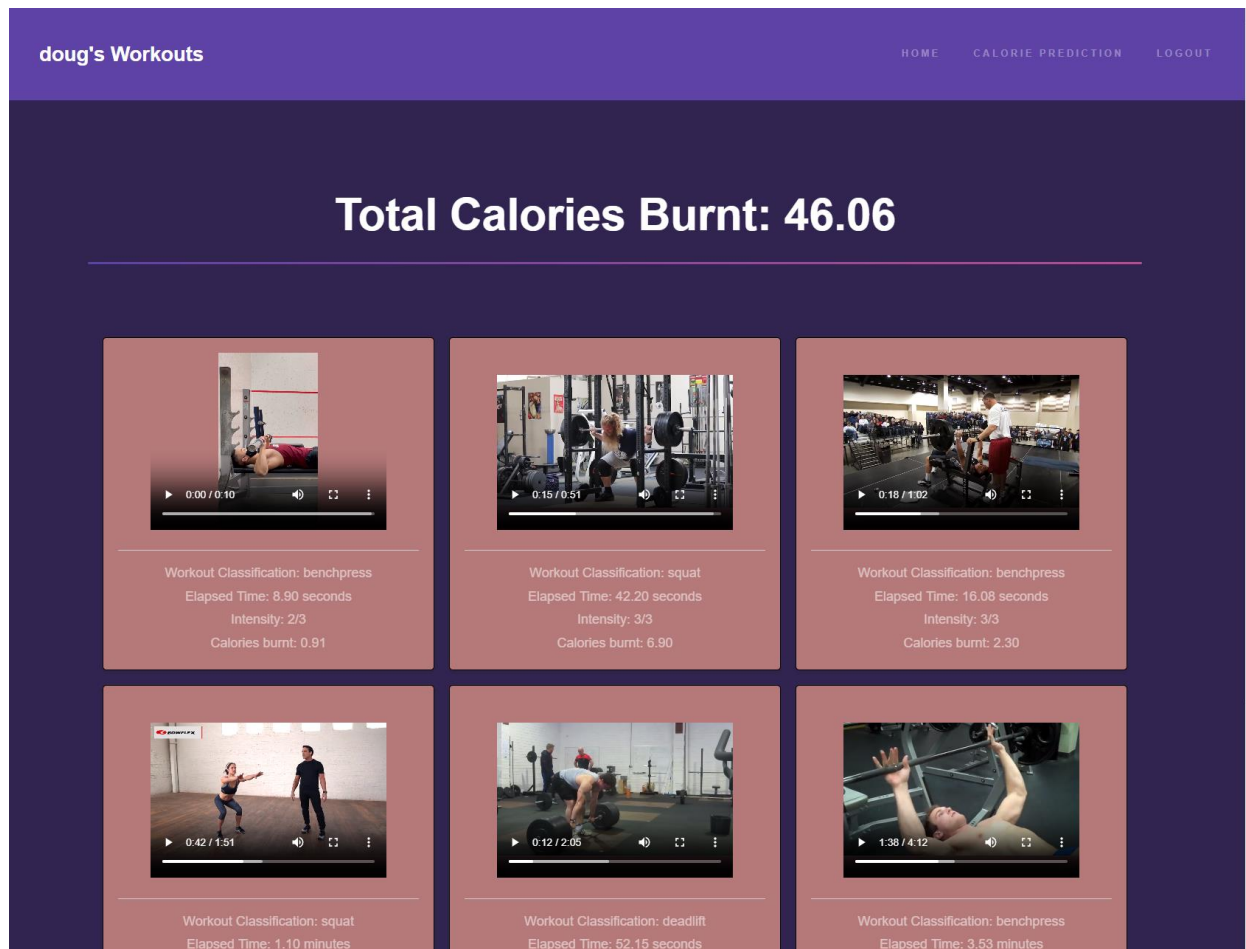 doug's Workouts
HOME CALORIE PREDICTION LOGOUT
Total Calories Burnt: 46.06
0:00 / 0:10
0:15 / 0:51
0:18 / 1:02
Workout Classification: benchpress
Elapsed Time: 8.90 seconds
Intensity: 2/3
Calories burnt: 0.91
Workout Classification: squat
Elapsed Time: 42.20 seconds
Intensity: 3/3
Calories burnt: 6.90
Workout Classification: benchpress
Elapsed Time: 16.08 seconds
Intensity: 3/3
Calories burnt: 2.30
BOWFLEX
0:42 / 1:51
0:12 / 2:05
1:38 / 4:12
Workout Classification: squat
Elapsed Time: 1.10 minutes
Workout Classification: deadlift
Elapsed Time: 52.15 seconds
Workout Classification: benchpress
Elapsed Time: 3.53 minutes